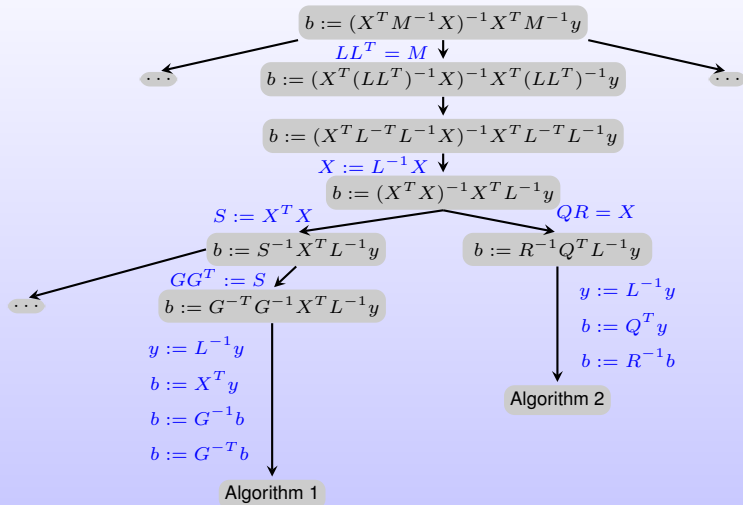 b := (X^T M^{-1} X)^{-1} X^T M^{-1} y
LL^T = M
· · ·
· · ·
b := (X^T (LL^T)^{-1} X)^{-1} X^T (LL^T)^{-1} y
b := (X^T L^{-T} L^{-1} X)^{-1} X^T L^{-T} L^{-1} y
X := L^{-1} X
b := (X^T X)^{-1} X^T L^{-1} y
S := X^T X
QR = X
b := S^{-1} X^T L^{-1} y
b := R^{-1} Q^T L^{-1} y
GG^T := S
· · ·
b := G^{-T} G^{-1} X^T L^{-1} y
y := L^{-1} y
b := Q^T y
b := R^{-1} b
y := L^{-1} y
b := X^T y
b := G^{-1} b
b := G^{-T} b
Algorithm 2
Algorithm 1